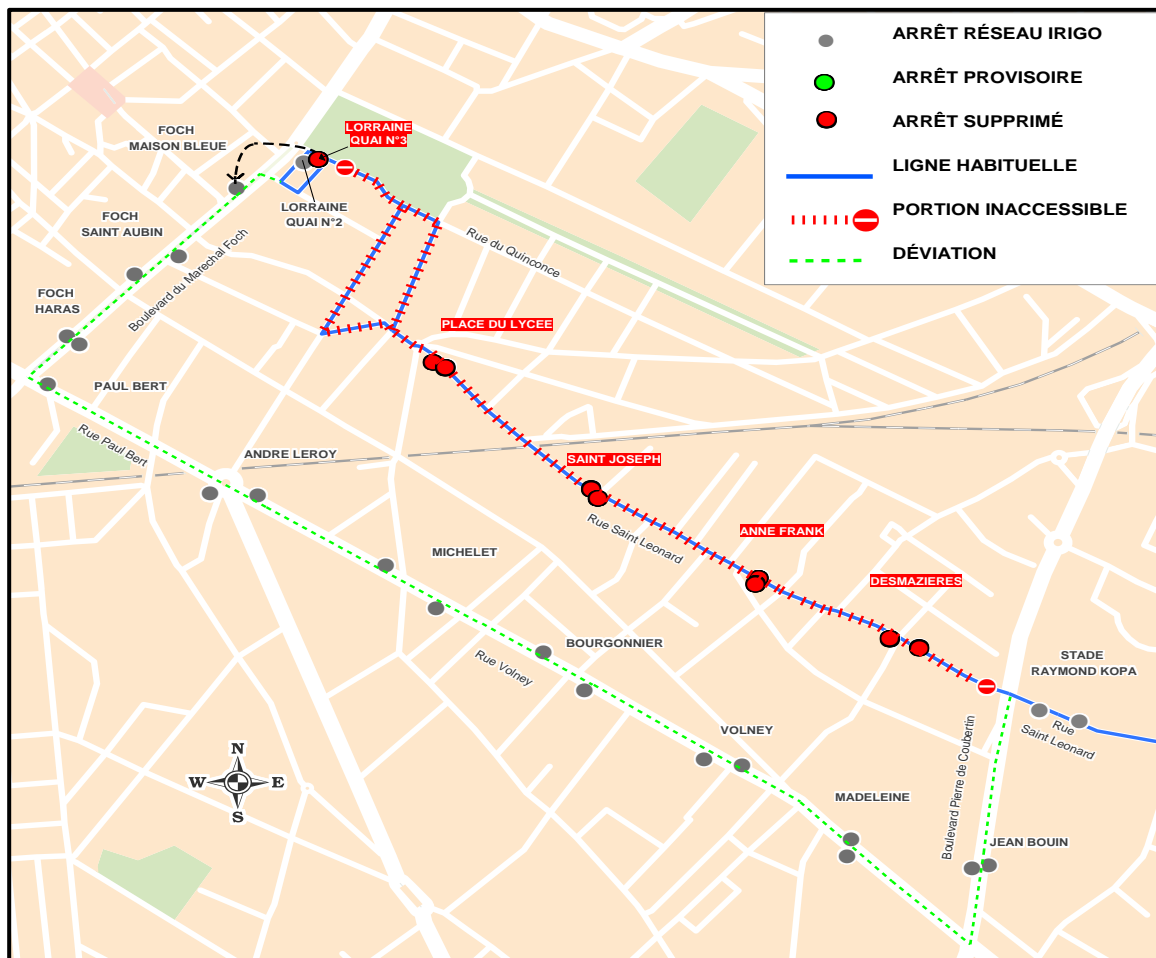 ARRÊT RÉSEAU IRIGO
ARRÊT PROVISOIRE
ARRÊT SUPPRIMÉ
LIGNE HABITUELLE
PORTION INACCESSIBLE
DÉVIATION
FOCH
MAISON BLEUE
LORRAINE
QUAI N°3
LORRAINE
QUAI N°2
FOCH
SAINT AUBIN
Boulevard du Marechal Foch
Rue du Quinconce
FOCH
HARAS
PLACE DU LYCEE
PAUL BERT
Rue Paul Bert
ANDRE LEROY
SAINT JOSEPH
Rue Saint Leonard
ANNE FRANK
MICHELET
DESMAZIERES
BOURGONNIER
Rue Volney
STADE
RAYMOND KOPA
Rue
Saint Leonard
VOLNEY
Boulevard Pierre de Coubertin
MADELEINE
JEAN BOUIN
N
W E
S